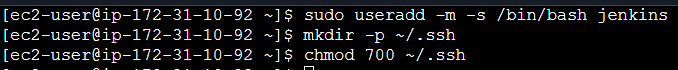 [ec2-user@ip-172-31-10-92 ~]$ sudo useradd -m -s /bin/bash jenkins
[ec2-user@ip-172-31-10-92 ~]$ mkdir -p ~/.ssh
[ec2-user@ip-172-31-10-92 ~]$ chmod 700 ~/.ssh